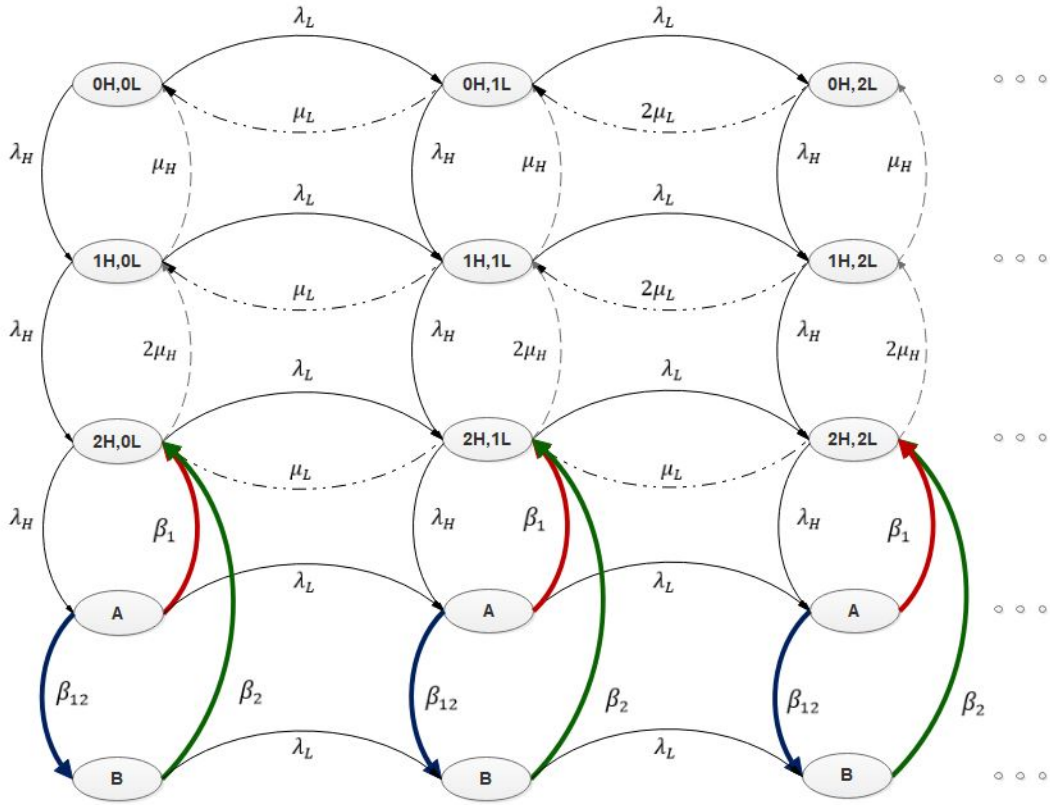 λ_L λ_L
0H,0L 0H,1L 0H,2L
μ_L 2μ_L
λ_H μ_H λ_H μ_H λ_H μ_H
λ_L λ_L
1H,0L 1H,1L 1H,2L
μ_L 2μ_L
λ_H 2μ_H λ_H 2μ_H λ_H 2μ_H
λ_L λ_L
2H,0L 2H,1L 2H,2L
μ_L μ_L
λ_H β_1 λ_H β_1 λ_H β_1
λ_L λ_L
A A A
β_12 β_2 β_12 β_2 β_12 β_2
λ_L λ_L
B B B